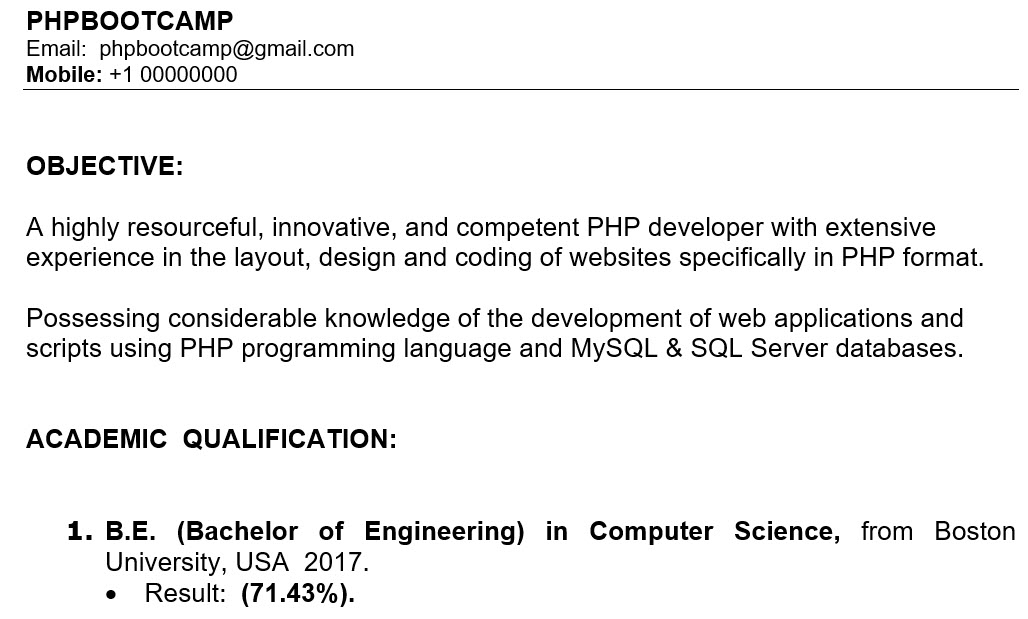 PHPBOOTCAMP
Email:  phpbootcamp@gmail.com
Mobile: +1 00000000
OBJECTIVE:
A highly resourceful, innovative, and competent PHP developer with extensive
experience in the layout, design and coding of websites specifically in PHP format.
Possessing considerable knowledge of the development of web applications and
scripts using PHP programming language and MySQL & SQL Server databases.
ACADEMIC  QUALIFICATION:
1. B.E. (Bachelor of Engineering) in Computer Science, from Boston
University, USA  2017.
• Result:  (71.43%).